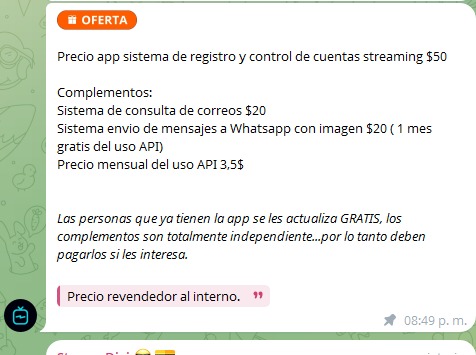 OFERTA
Precio app sistema de registro y control de cuentas streaming $50
Complementos:
Sistema de consulta de correos $20
Sistema envio de mensajes a Whatsapp con imagen $20 ( 1 mes
gratis del uso API)
Precio mensual del uso API 3,5$
Las personas que ya tienen la app se les actualiza GRATIS, los
complementos son totalmente independiente...por lo tanto deben
pagarlos si les interesa.
Precio revendedor al interno.
08:49 p. m.